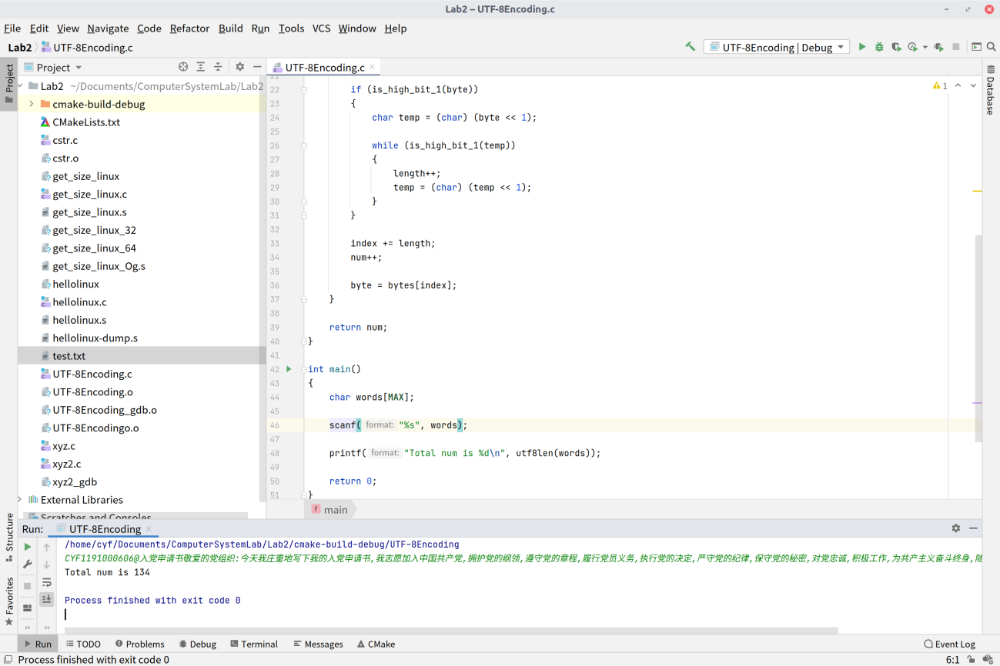 Lab2 – UTF-8Encoding.c
File Edit View Navigate Code Refactor Build Run Tools VCS Window Help
Lab2 UTF-8Encoding.c UTF-8Encoding | Debug
Project
Project UTF-8Encoding.c
Lab2 ~/Documents/ComputerSystemLab/Lab2
cmake-build-debug
CMakeLists.txt
cstr.c
cstr.o
get_size_linux
get_size_linux.c
get_size_linux.s
get_size_linux_32
get_size_linux_64
get_size_linux_Og.s
hellolinux
hellolinux.c
hellolinux.s
hellolinux-dump.s
test.txt
UTF-8Encoding.c
UTF-8Encoding.o
UTF-8Encoding_gdb.o
UTF-8Encodingo.o
xyz.c
xyz2.c
xyz2_gdb
External Libraries
Scratches and Consoles
21
22 if (is_high_bit_1(byte))
23 {
24 char temp = (char) (byte << 1);
25
26 while (is_high_bit_1(temp))
27 {
28 length++;
29 temp = (char) (temp << 1);
30 }
31 }
32
33 index += length;
34 num++;
35
36 byte = bytes[index];
37 }
38
39 return num;
40 }
41
42 int main()
43 {
44 char words[MAX];
45
46 scanf( format: "%s", words);
47
48 printf( format: "Total num is %d\n", utf8len(words));
49
50 return 0;
51 }
1
Database
main
Structure
Favorites
Run: UTF-8Encoding
/home/cyf/Documents/ComputerSystemLab/Lab2/cmake-build-debug/UTF-8Encoding
CYF1191000606@入党申请书敬爱的党组织:今天我庄重地写下我的入党申请书,我志愿加入中国共产党,拥护党的纲领,遵守党的章程,履行党员义务,执行党的决定,严守党的纪律,保守党的秘密,对党忠诚,积极工作,为共产主义奋斗终身,随
Total num is 134
Process finished with exit code 0
Run TODO Problems Debug Terminal Messages CMake Event Log
Process finished with exit code 0 6:1